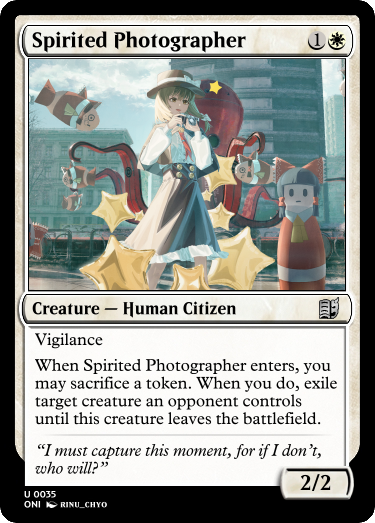 Spirited Photographer 1
Creature — Human Citizen
Vigilance
When Spirited Photographer enters, you
may sacrifice a token. When you do, exile
target creature an opponent controls
until this creature leaves the battlefield.
“I must capture this moment, for if I don’t,
who will?”
2/2
U 0035
ONI RINU_CHYO